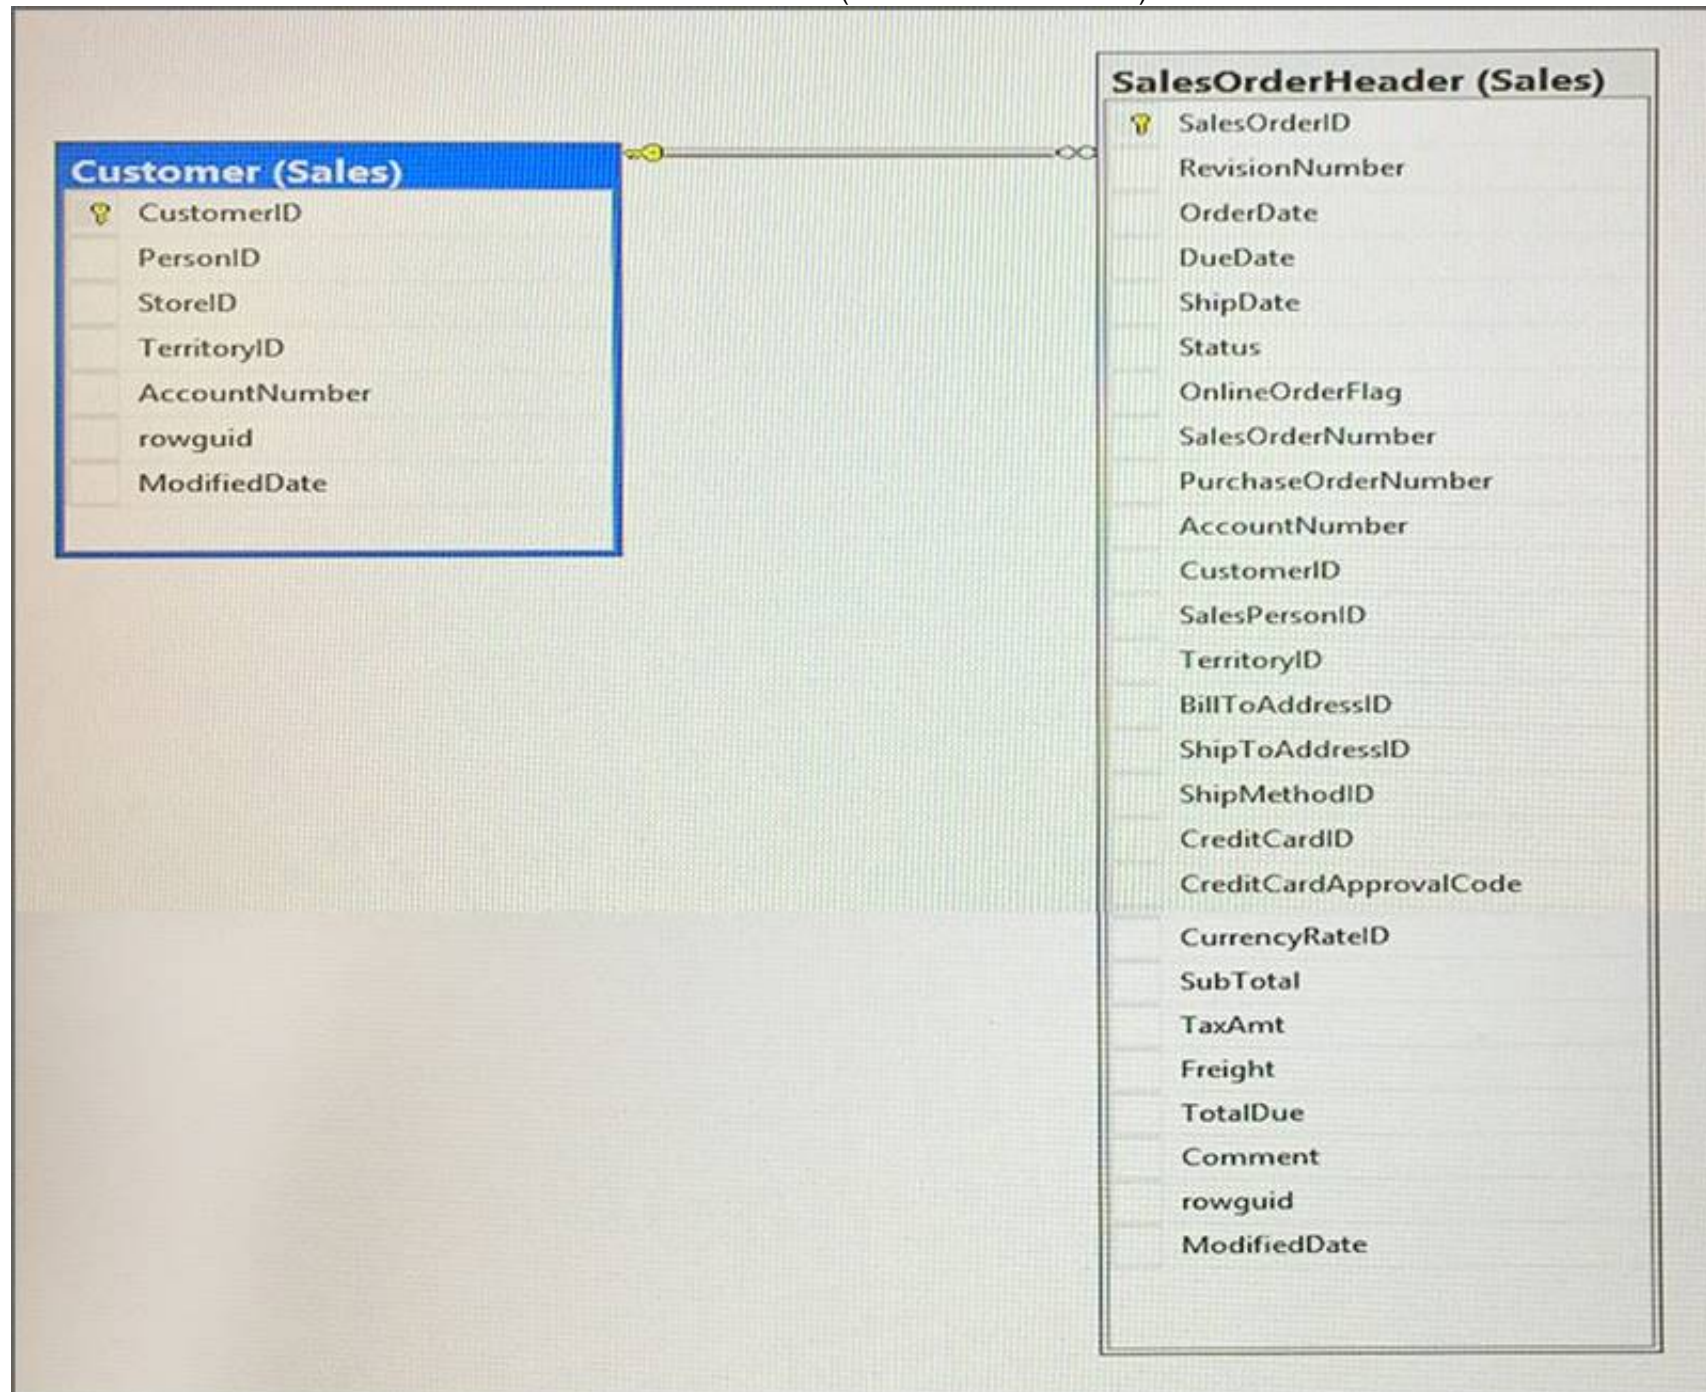 Customer (Sales)
CustomerID
PersonID
StoreID
TerritoryID
AccountNumber
rowguid
ModifiedDate
SalesOrderHeader (Sales)
SalesOrderID
RevisionNumber
OrderDate
DueDate
ShipDate
Status
OnlineOrderFlag
SalesOrderNumber
PurchaseOrderNumber
AccountNumber
CustomerID
SalesPersonID
TerritoryID
BillToAddressID
ShipToAddressID
ShipMethodID
CreditCardID
CreditCardApprovalCode
CurrencyRateID
SubTotal
TaxAmt
Freight
TotalDue
Comment
rowguid
ModifiedDate